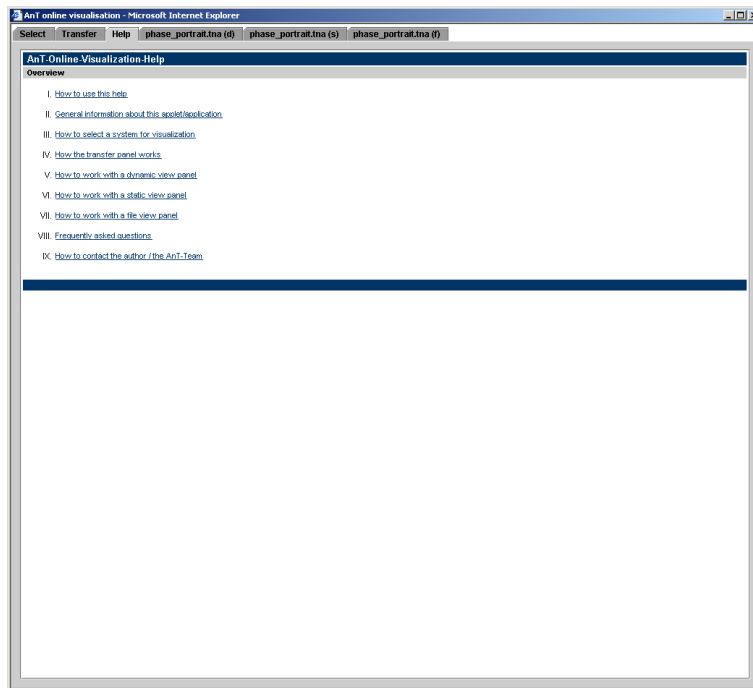 AnT online visualisation - Microsoft Internet Explorer
Select Transfer Help phase_portrait.tna (d) phase_portrait.tna (s) phase_portrait.tna (f)
AnT-Online-Visualization-Help
Overview
I. How to use this help
II. General information about this applet/application
III. How to select a system for visualization
IV. How the transfer panel works
V. How to work with a dynamic view panel
VI. How to work with a static view panel
VII. How to work with a file view panel
VIII. Frequently asked questions
IX. How to contact the author / the AnT-Team